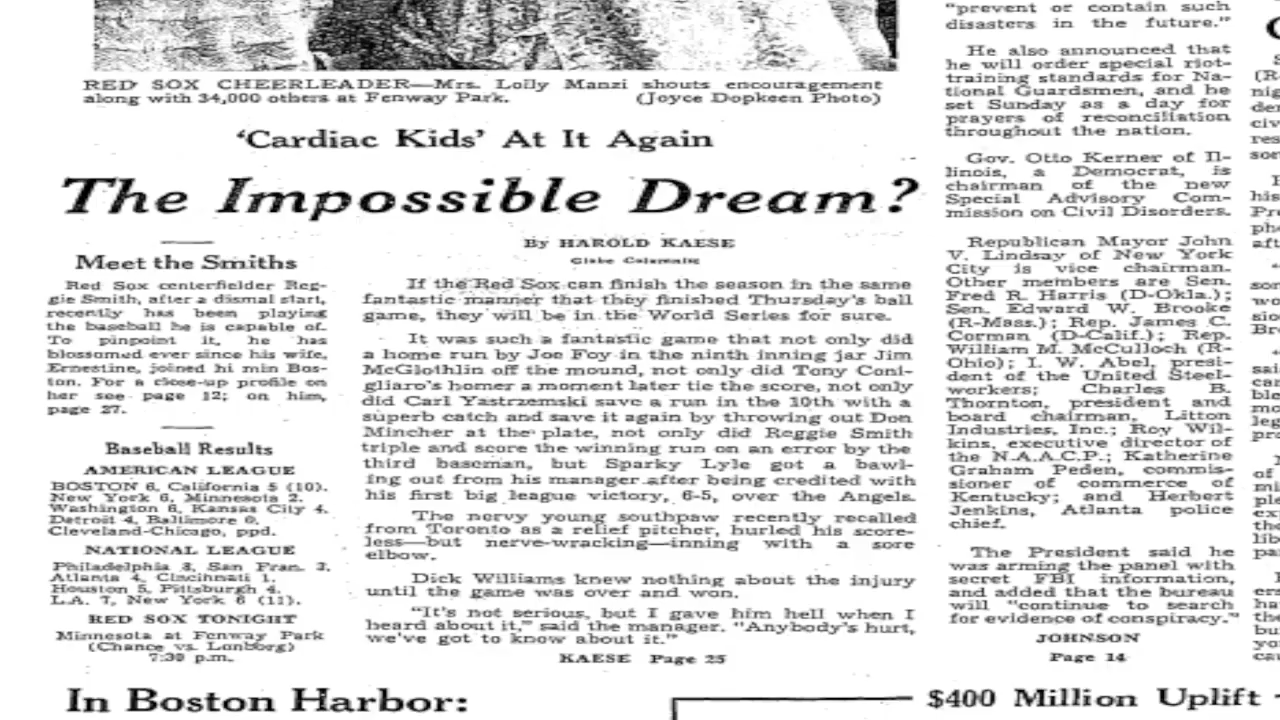 RED SOX CHEERLEADER—Mrs. Lolly Manzi shouts encouragement
along with 34,000 others at Fenway Park. (Joyce Dopkeen Photo)
'Cardiac Kids' At It Again
The Impossible Dream?
Meet the Smiths
Red Sox centerfielder Reg-
gie Smith, after a dismal start,
recently has been playing
the baseball he is capable of.
To pinpoint it, he has
blossomed ever since his wife,
Ernestine, joined hi min Bos-
ton. For a close-up profile on
her see page 12; on him,
page 27.
Baseball Results
AMERICAN LEAGUE
BOSTON 6, California 5 (10).
New York 6, Minnesota 2.
Washington 6, Kansas City 4.
Detroit 4, Baltimore 0.
Cleveland-Chicago, ppd.
NATIONAL LEAGUE
Philadelphia 8, San Fran. 3.
Atlanta 4, Cincinnati 1.
Houston 5, Pittsburgh 4.
L.A. 7, New York 6 (11).
RED SOX TONIGHT
Minnesota at Fenway Park
(Chance vs. Lonborg)
7:30 p.m.
By HAROLD KAESE
Globe Columnist
If the Red Sox can finish the season in the same
fantastic manner that they finished Thursday's ball
game, they will be in the World Series for sure.
It was such a fantastic game that not only did
a home run by Joe Foy in the ninth inning jar Jim
McGlothlin off the mound, not only did Tony Coni-
gliaro's homer a moment later tie the score, not only
did Carl Yastrzemski save a run in the 10th with a
superb catch and save it again by throwing out Don
Mincher at the plate, not only did Reggie Smith
triple and score the winning run on an error by the
third baseman, but Sparky Lyle got a bawl-
ing out from his manager after being credited with
his first big league victory, 6-5, over the Angels.
The nervy young southpaw recently recalled
from Toronto as a relief pitcher, hurled his score-
less—but nerve-wracking—inning with a sore
elbow.
Dick Williams knew nothing about the injury
until the game was over and won.
"It's not serious, but I gave him hell when I
heard about it," said the manager. "Anybody's hurt,
we've got to know about it."
KAESE Page 25
"prevent or contain such
disasters in the future."
He also announced that
he will order special riot-
training standards for Na-
tional Guardsmen, and he
set Sunday as a day for
prayers of reconciliation
throughout the nation.
Gov. Otto Kerner of Il-
linois, a Democrat, is
chairman of the new
Special Advisory Com-
mission on Civil Disorders.
Republican Mayor John
V. Lindsay of New York
City is vice chairman.
Other members are Sen.
Fred R. Harris (D-Okla.);
Sen. Edward W. Brooke
(R-Mass.); Rep. James C.
Corman (D-Calif.); Rep.
William M. McCulloch (R-
Ohio); I. W. Abel, presi-
dent of the United Steel-
workers; Charles B.
Thornton, president and
board chairman, Litton
Industries, Inc.; Roy Wil-
kins, executive director of
the N.A.A.C.P.; Katherine
Graham Peden, commis-
sioner of commerce of
Kentucky; and Herbert
Jenkins, Atlanta police
chief.
The President said he
was arming the panel with
secret FBI information,
and added that the bureau
will "continue to search
for evidence of conspiracy."
JOHNSON
Page 14
In Boston Harbor:
$400 Million Uplift